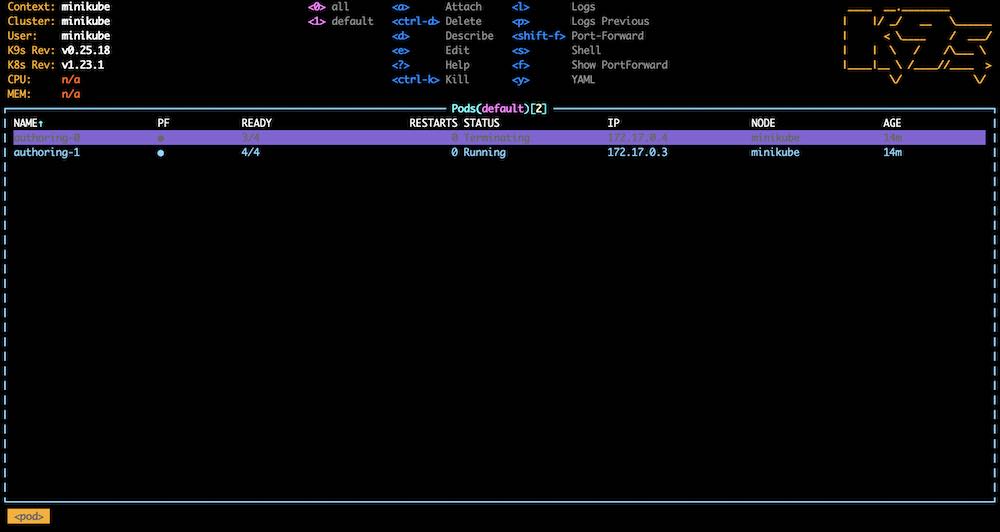 Context: minikube <0> all <a> Attach <l> Logs
Cluster: minikube <1> default <ctrl-d> Delete <p> Logs Previous
User: minikube <d> Describe <shift-f> Port-Forward
K9s Rev: v0.25.18 <e> Edit <s> Shell
K8s Rev: v1.23.1 <?> Help <f> Show PortForward
CPU: n/a <ctrl-k> Kill <y> YAML
MEM: n/a
Pods(default)[2]
NAME↑ PF READY RESTARTS STATUS IP NODE AGE
authoring-0 ● 3/4 0 Terminating 172.17.0.4 minikube 14m
authoring-1 ● 4/4 0 Running 172.17.0.3 minikube 14m
<pod>